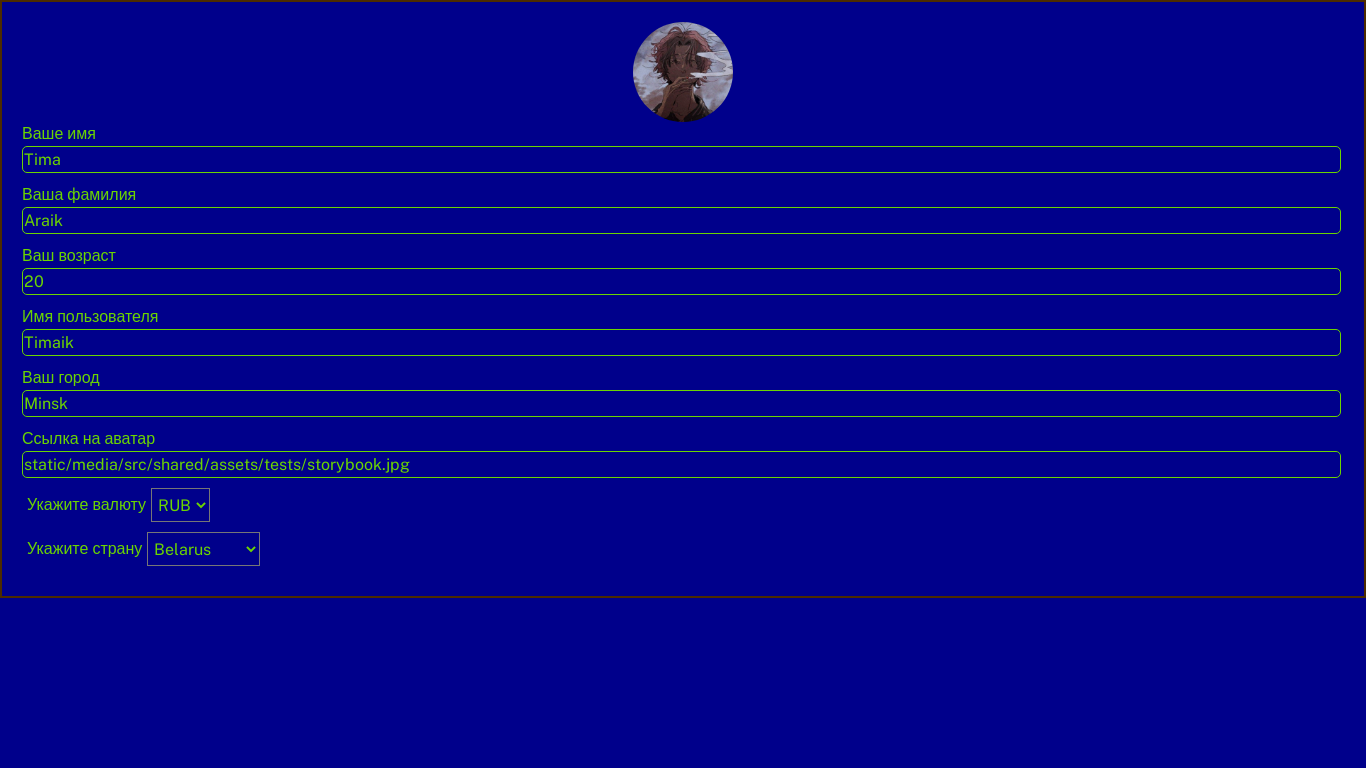 Ваше имя
Tima
Ваша фамилия
Araik
Ваш возраст
20
Имя пользователя
Timaik
Ваш город
Minsk
Ссылка на аватар
static/media/src/shared/assets/tests/storybook.jpg
Укажите валюту RUB
Укажите страну Belarus